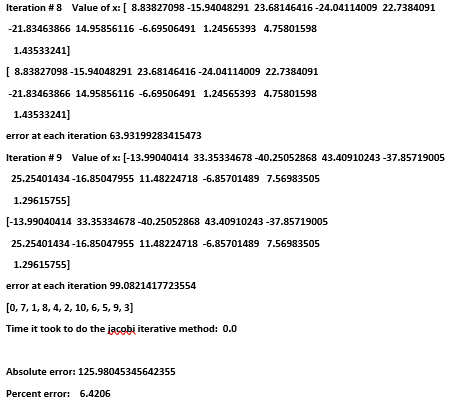 Iteration # 8 Value of x: [ 8.83827098 -15.94048291 23.68146416 -24.04114009 22.7384091
-21.83463866 14.95856116 -6.69506491 1.24565393 4.75801598
1.43533241]
[ 8.83827098 -15.94048291 23.68146416 -24.04114009 22.7384091
-21.83463866 14.95856116 -6.69506491 1.24565393 4.75801598
1.43533241]
error at each iteration 63.93199283415473
Iteration # 9 Value of x: [-13.99040414 33.35334678 -40.25052868 43.40910243 -37.85719005
25.25401434 -16.85047955 11.48224718 -6.85701489 7.56983505
1.29615755]
[-13.99040414 33.35334678 -40.25052868 43.40910243 -37.85719005
25.25401434 -16.85047955 11.48224718 -6.85701489 7.56983505
1.29615755]
error at each iteration 99.0821417723554
[0, 7, 1, 8, 4, 2, 10, 6, 5, 9, 3]
Time it took to do the jacobi iterative method: 0.0
Absolute error: 125.98045345642355
Percent error: 6.4206